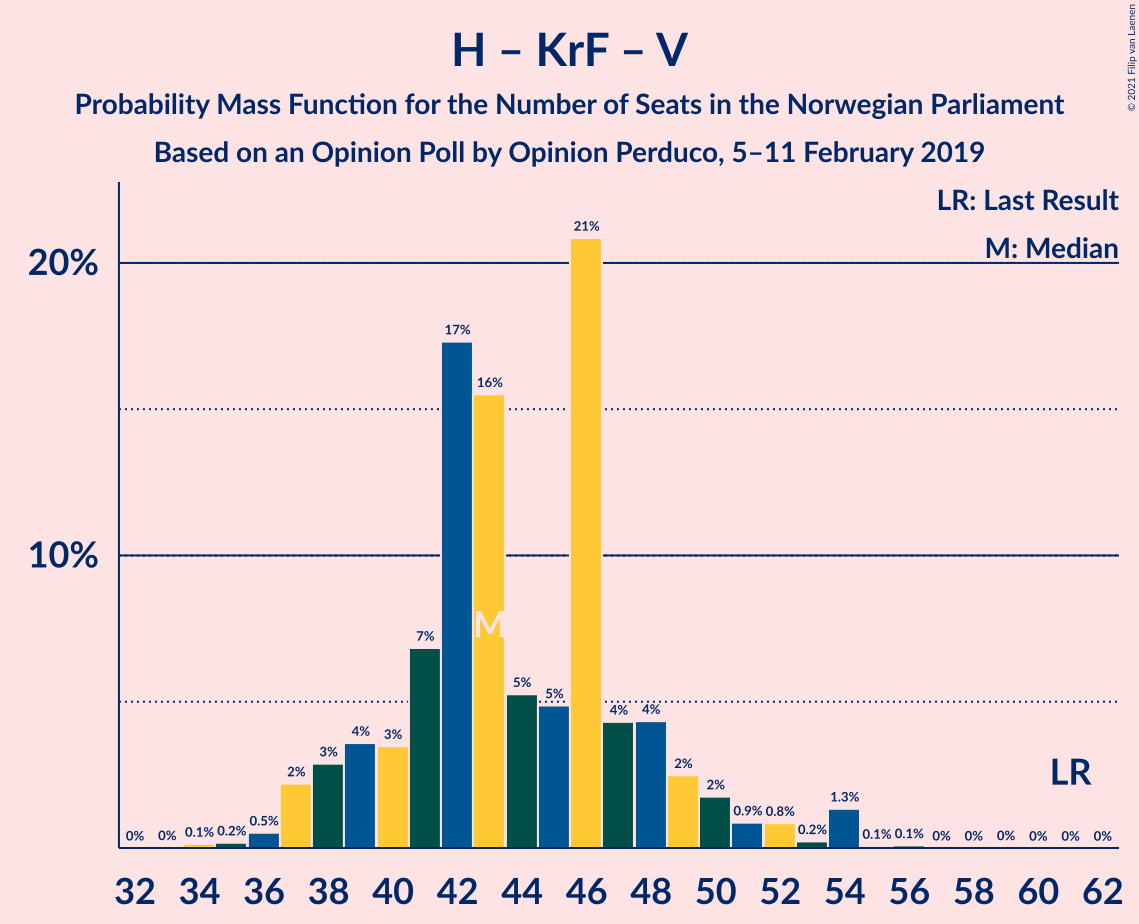 H – KrF – V
Probability Mass Function for the Number of Seats in the Norwegian Parliament
Based on an Opinion Poll by Opinion Perduco, 5–11 February 2019
© 2021 Filip van Laenen
LR: Last Result
M: Median
20%
10%
0% 0% 0.1% 0.2% 0.5% 2% 3% 4% 3% 7% 17% 16% 5% 5% 21% 4% 4% 2% 2% 0.9% 0.8% 0.2% 1.3% 0.1% 0.1% 0% 0% 0% 0% 0% 0%
M
LR
32 34 36 38 40 42 44 46 48 50 52 54 56 58 60 62